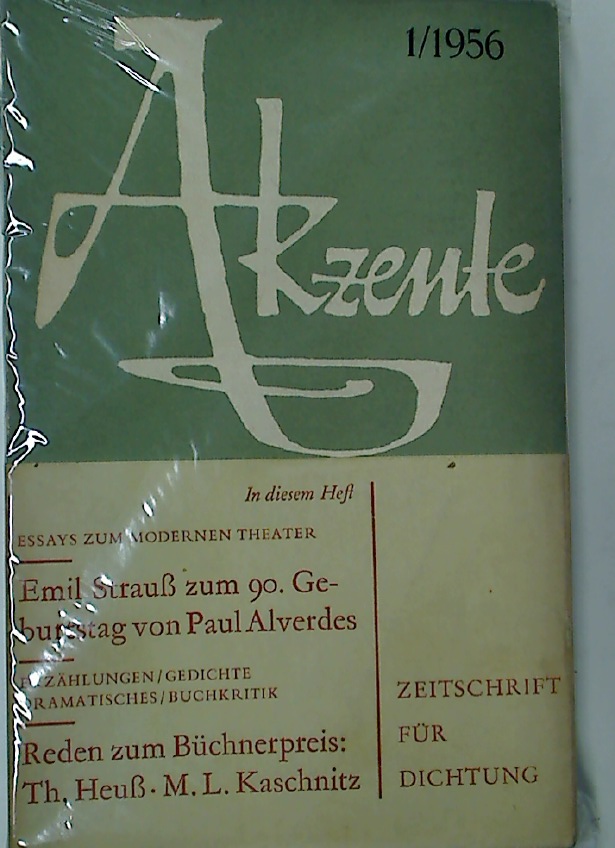 1/1956
Akzente
In diesem Heft
ESSAYS ZUM MODERNEN THEATER
Emil Strauß zum 90. Ge-
burtstag von Paul Alverdes
ERZÄHLUNGEN/GEDICHTE
DRAMATISCHES/BUCHKRITIK
Reden zum Büchnerpreis:
Th. Heuß · M. L. Kaschnitz
ZEITSCHRIFT
FÜR
DICHTUNG